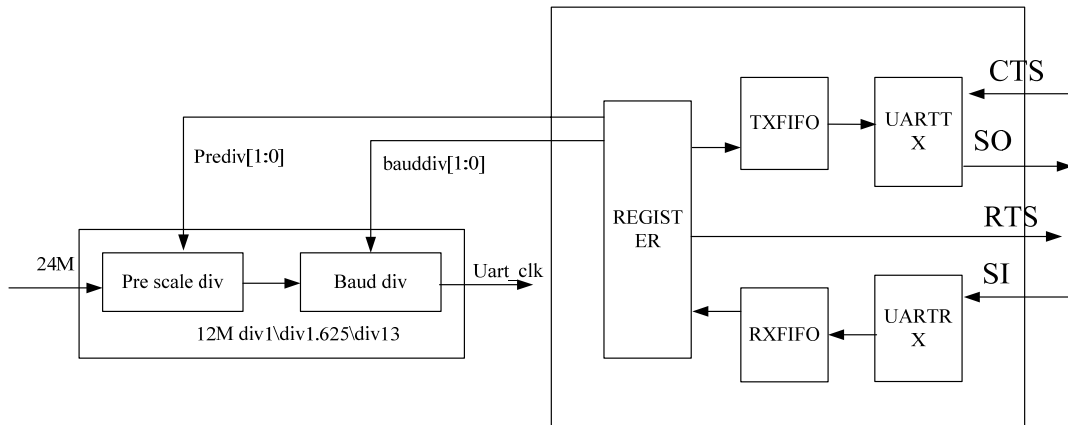 CTS
TXFIFO
UARTT
X
SO
Prediv[1:0]
bauddiv[1:0]
REGIST
ER
RTS
24M
Pre scale div
Baud div
Uart_clk
SI
12M div1\div1.625\div13
RXFIFO
UARTR
X